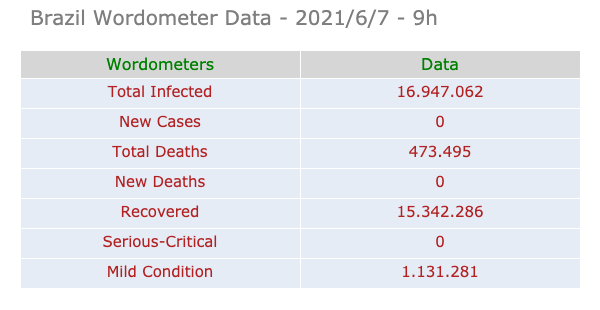 Brazil Wordometer Data - 2021/6/7 - 9h
Wordometers Data
Total Infected 16.947.062
New Cases 0
Total Deaths 473.495
New Deaths 0
Recovered 15.342.286
Serious-Critical 0
Mild Condition 1.131.281